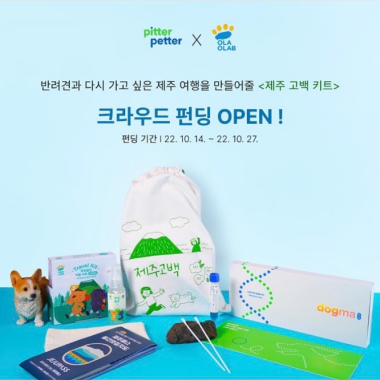 pitter
petter
X
OLA
OLAB
반려견과 다시 가고 싶은 제주 여행을 만들어줄 <제주 고백 키트>
크라우드 펀딩 OPEN !
펀딩 기간 I 22. 10. 14. ~ 22. 10. 27.
제주고백
dogma